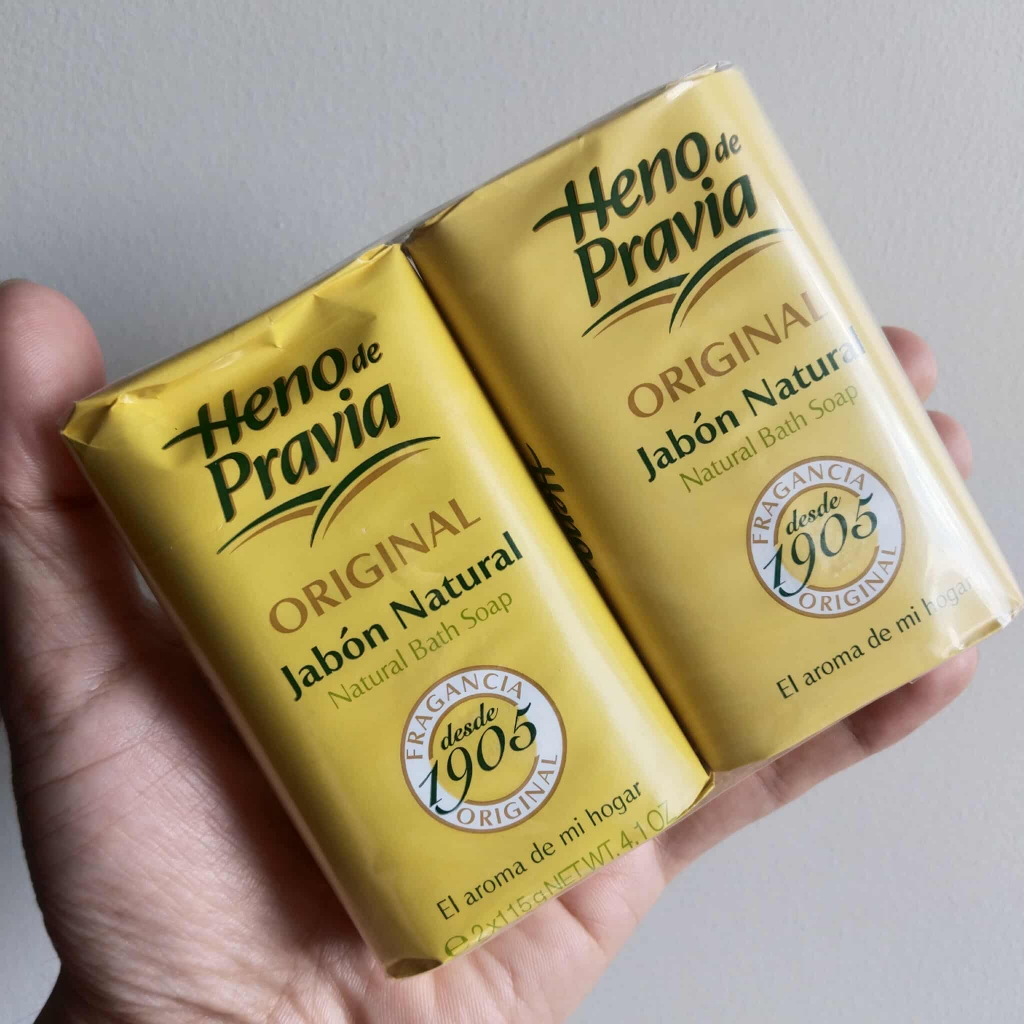 Heno de
Pravia
ORIGINAL
Jabón Natural
Natural Bath Soap
FRAGANCIA
desde
1905
ORIGINAL
El aroma de mi hogar
e 2x115g NET WT. 4.1 OZ
Heno de
Pravia
ORIGINAL
Jabón Natural
Natural Bath Soap
FRAGANCIA
desde
1905
ORIGINAL
El aroma de mi hogar
Heno